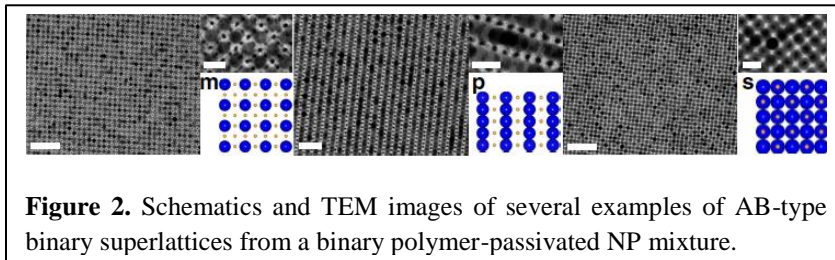 m
p
s
Figure 2. Schematics and TEM images of several examples of AB-type
binary superlattices from a binary polymer-passivated NP mixture.